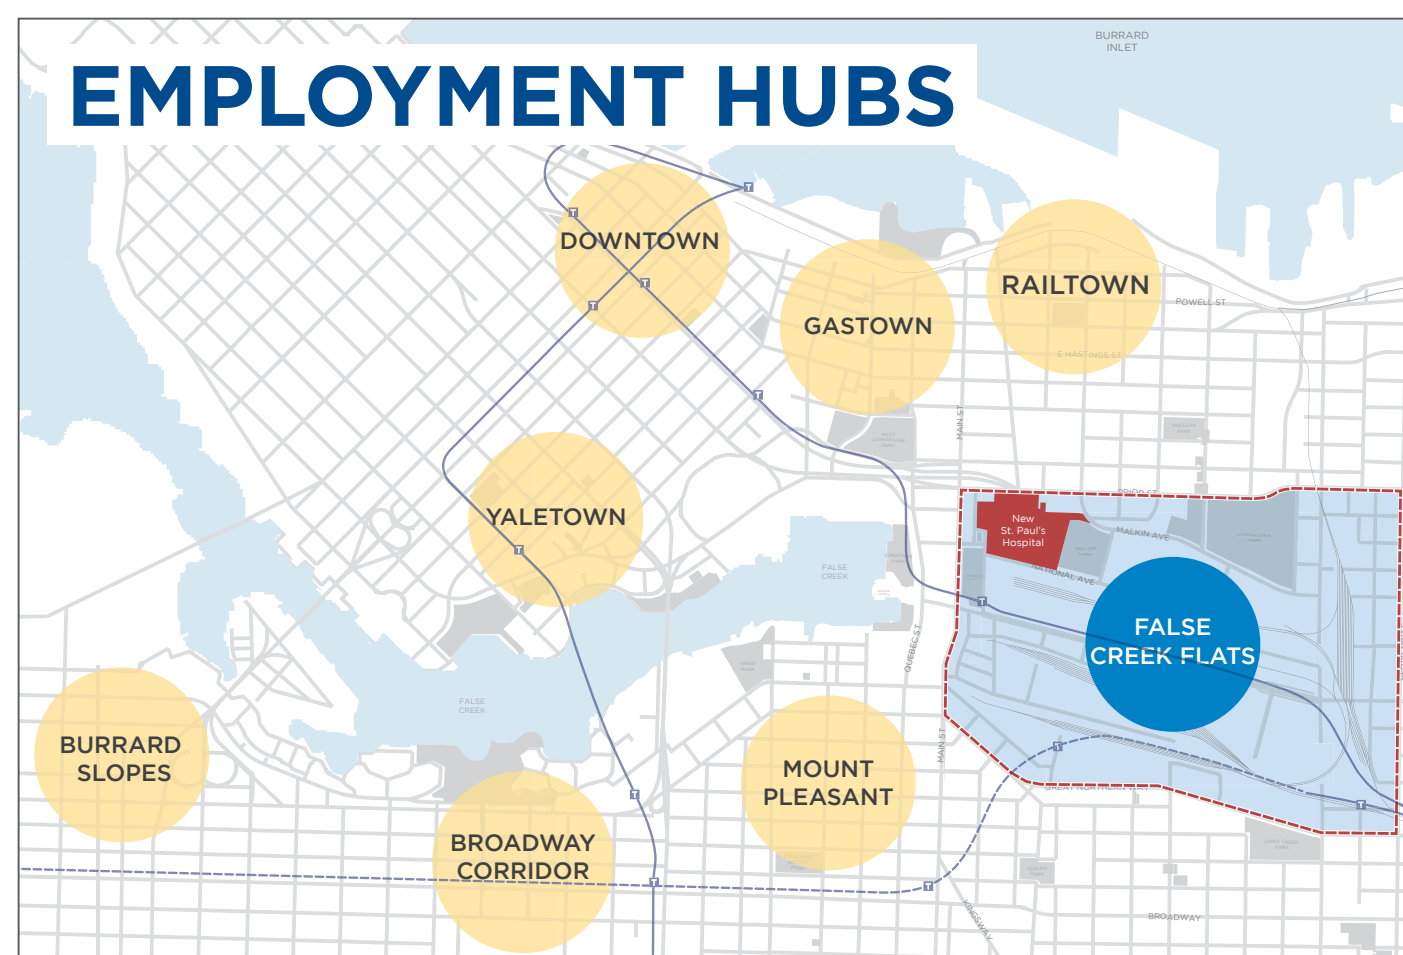 BURRARD
INLET
EMPLOYMENT HUBS
DOWNTOWN
RAILTOWN
POWELL ST
GASTOWN
E HASTINGS ST
MAIN ST
PRIOR ST
YALETOWN
New
St. Paul's
Hospital
MALKIN AVE
NATIONAL AVE
FALSE
CREEK
QUEBEC ST
FALSE
CREEK FLATS
FALSE
CREEK
BURRARD
SLOPES
MAIN ST
MOUNT
PLEASANT
GREAT NORTHERN WAY
BROADWAY
CORRIDOR
KINGSWAY
BROADWAY